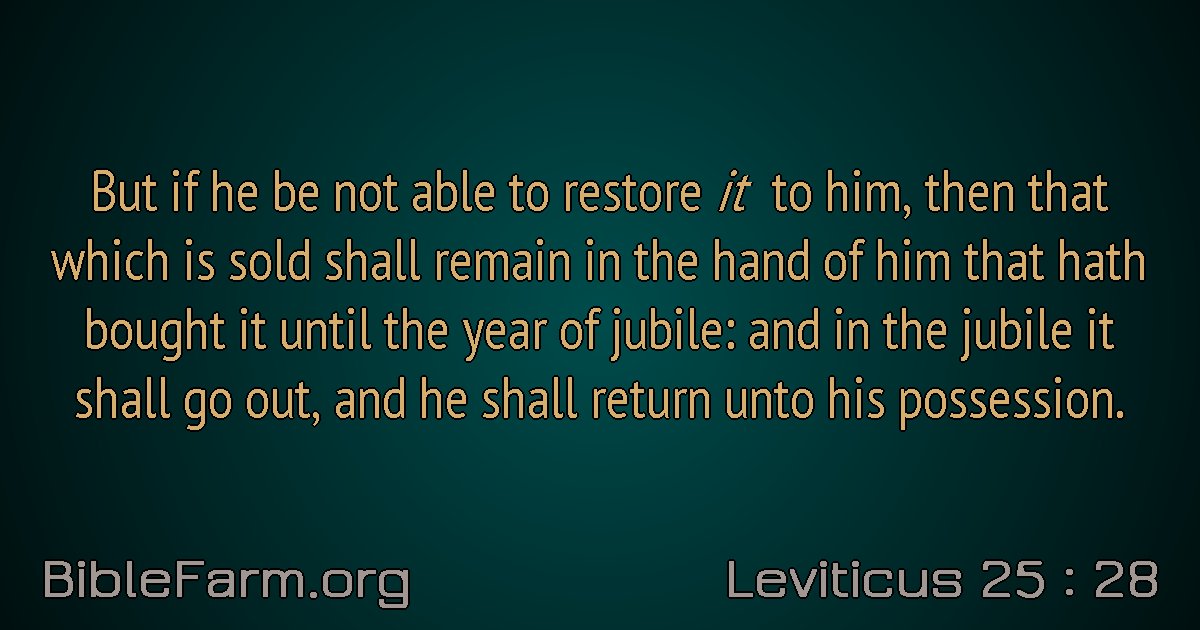 But if he be not able to restore it to him, then that
which is sold shall remain in the hand of him that hath
bought it until the year of jubile: and in the jubile it
shall go out, and he shall return unto his possession.
BibleFarm.org
Leviticus 25 : 28